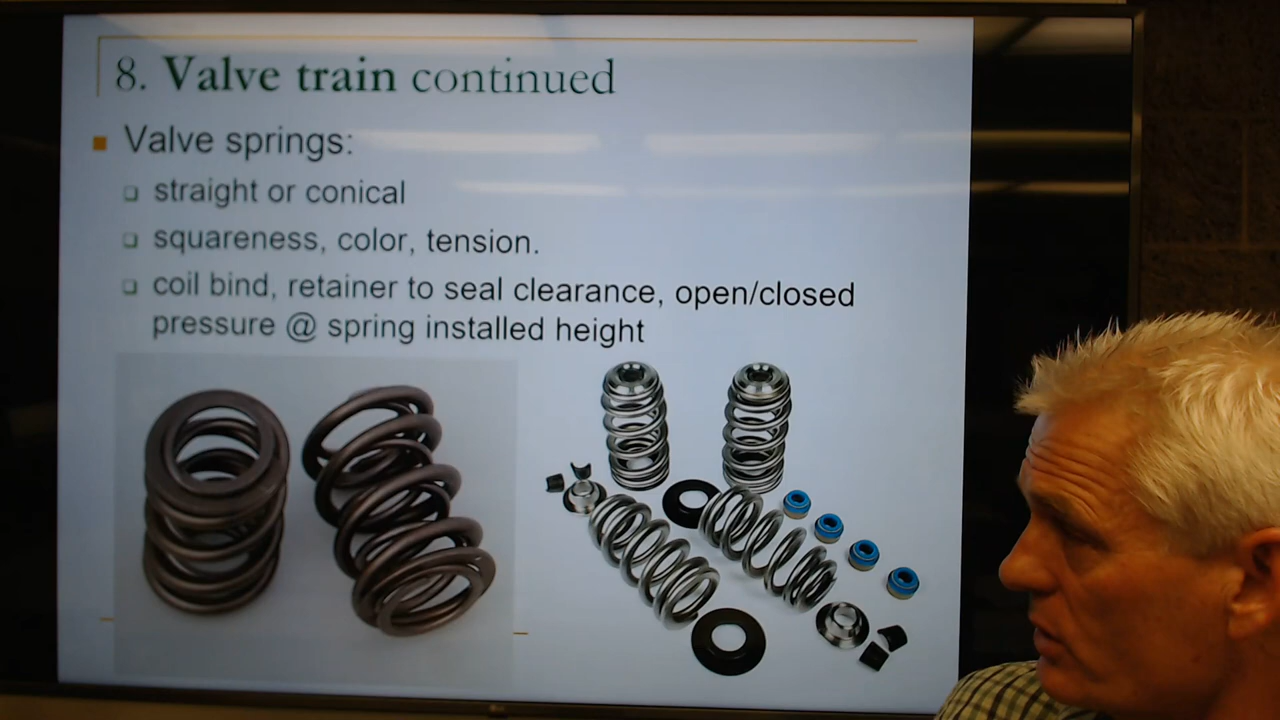 8. Valve train continued
Valve springs:
straight or conical
squareness, color, tension.
coil bind, retainer to seal clearance, open/closed
pressure @ spring installed height